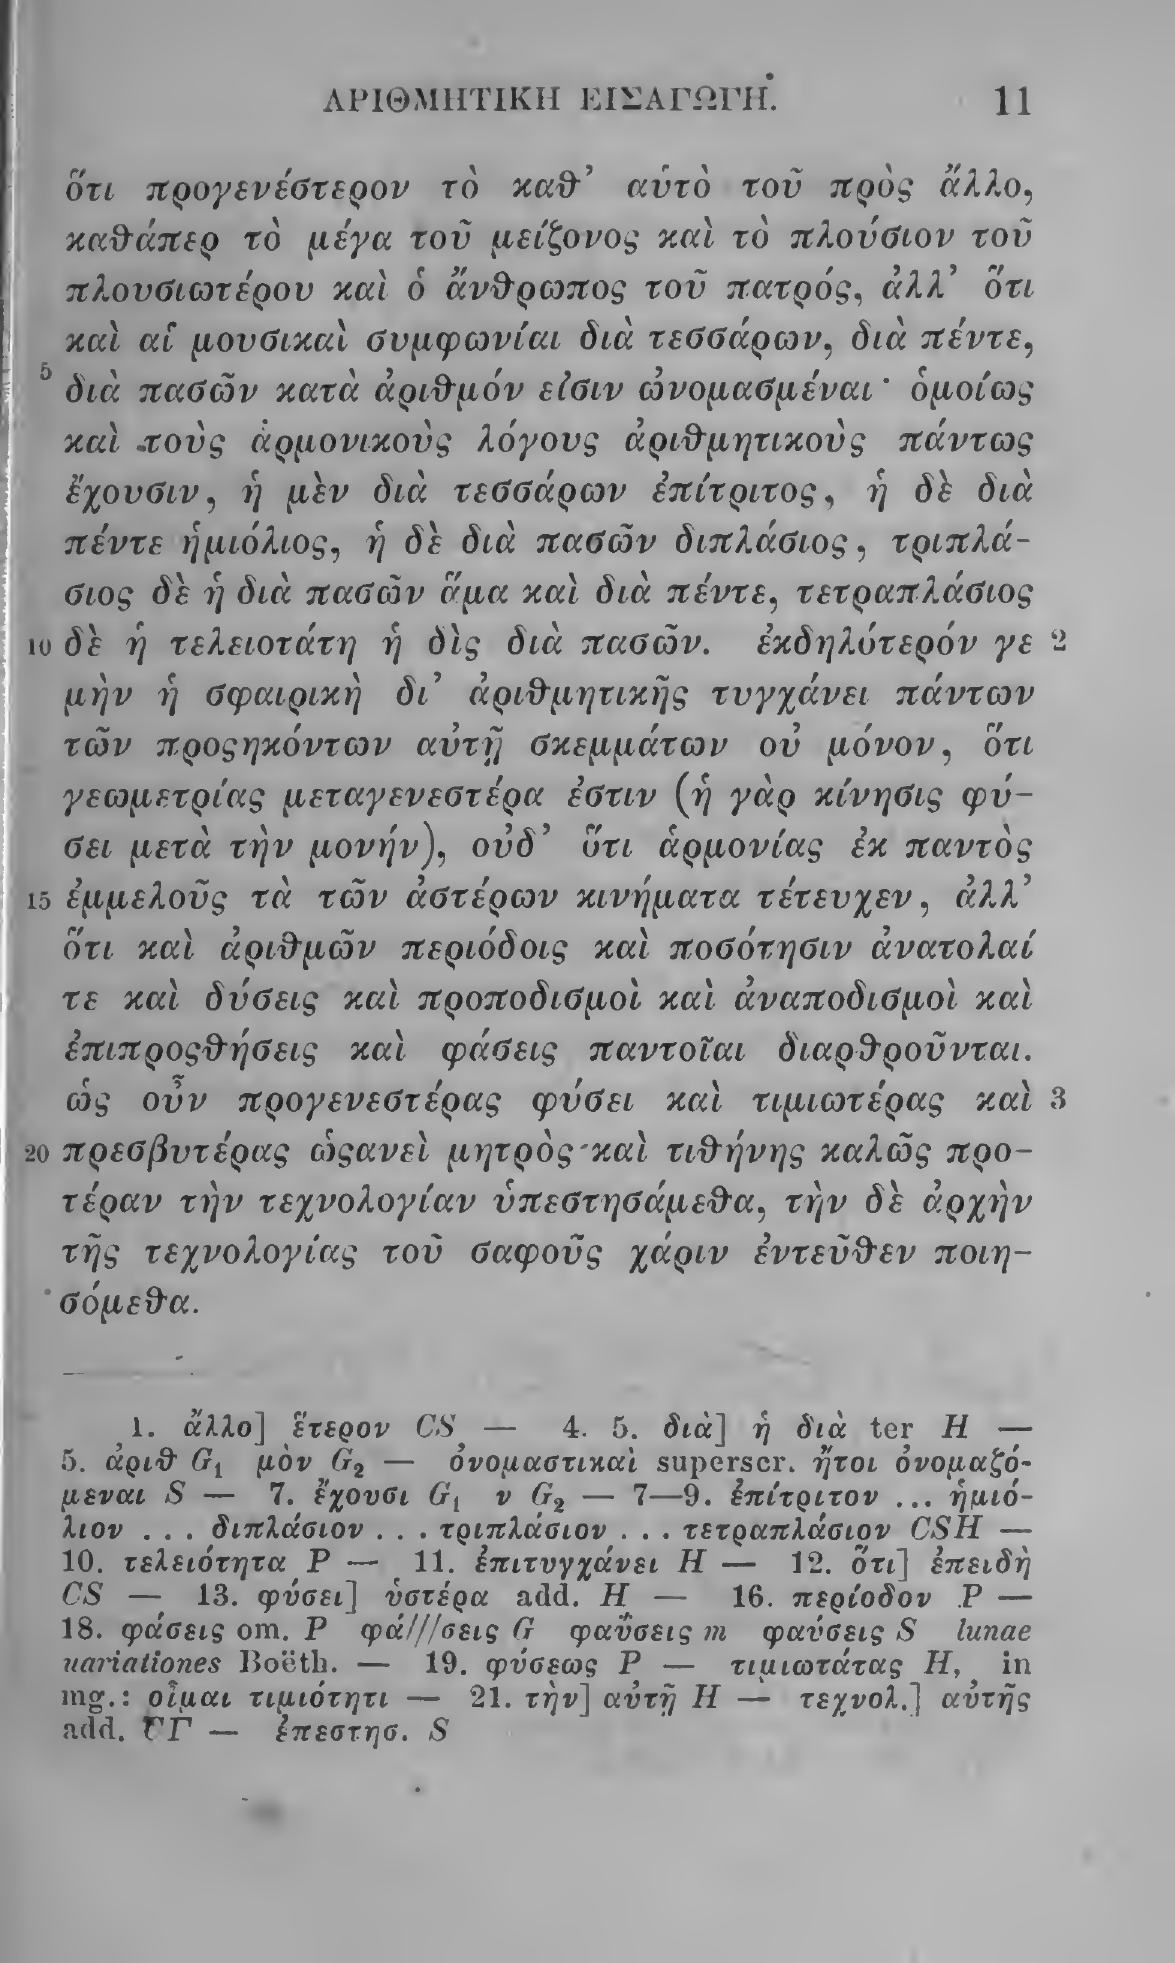 ΑΡΙΘΜΗΤΙΚΗ ΕΙΣΑΓΩΓΗ. 11
ὅτι προγενέστερον τὸ καθ’ αὑτὸ τοῦ πρὸς ἄλλο,
καθάπερ τὸ μέγα τοῦ μείζονος καὶ τὸ πλούσιον τοῦ
πλουσιωτέρου καὶ ὁ ἄνθρωπος τοῦ πατρός, ἀλλ’ ὅτι
καὶ αἱ μουσικαὶ συμφωνίαι διὰ τεσσάρων, διὰ πέντε,
5 διὰ πασῶν κατὰ ἀριθμόν εἰσιν ὠνομασμέναι· ὁμοίως
καὶ τοὺς ἁρμονικοὺς λόγους ἀριθμητικοὺς πάντως
ἔχουσιν, ἡ μὲν διὰ τεσσάρων ἐπίτριτος, ἡ δὲ διὰ
πέντε ἡμιόλιος, ἡ δὲ διὰ πασῶν διπλάσιος, τριπλά-
σιος δὲ ἡ διὰ πασῶν ἅμα καὶ διὰ πέντε, τετραπλάσιος
10 δὲ ἡ τελειοτάτη ἡ δὶς διὰ πασῶν. ἐκδηλότερόν γε 2
μὴν ἡ σφαιρικὴ δι’ ἀριθμητικῆς τυγχάνει πάντων
τῶν προςηκόντων αὐτῇ σκεμμάτων οὐ μόνον, ὅτι
γεωμετρίας μεταγενεστέρα ἐστιν (ἡ γὰρ κίνησις φύ-
σει μετὰ τὴν μονήν), οὐδ’ ὅτι ἁρμονίας ἐκ παντὸς
15 ἐμμελοῦς τὰ τῶν ἀστέρων κινήματα τέτευχεν, ἀλλ’
ὅτι καὶ ἀριθμῶν περιόδοις καὶ ποσότησιν ἀνατολαί
τε καὶ δύσεις καὶ προποδισμοὶ καὶ ἀναποδισμοὶ καὶ
ἐπιπροςθήσεις καὶ φάσεις παντοῖαι διαρθροῦνται.
ὡς οὖν προγενεστέρας φύσει καὶ τιμιωτέρας καὶ 3
20 πρεσβυτέρας ὡςανεὶ μητρὸς καὶ τιθήνης καλῶς προ-
τέραν τὴν τεχνολογίαν ὑπεστησάμεθα, τὴν δὲ ἀρχὴν
τῆς τεχνολογίας τοῦ σαφοῦς χάριν ἐντεῦθεν ποιη-
σόμεθα.
1. ἄλλο] ἕτερον CS — 4. 5. διὰ] ἡ διὰ ter H —
5. ἀριθ G₁ μὸν G₂ — ὀνομαστικαὶ superscr. ἤτοι ὀνομαζό-
μεναι S — 7. ἔχουσι G₁ ν G₂ — 7—9. ἐπίτριτον ... ἡμιό-
λιον ... διπλάσιον ... τριπλάσιον ... τετραπλάσιον CSH —
10. τελειότητα P — 11. ἐπιτυγχάνει H — 12. ὅτι] ἐπειδὴ
CS — 13. φύσει] ὑστέρα add. H — 16. περίοδον P —
18. φάσεις om. P φά///σεις G φαῦσεις m φαύσεις S lunae
uariationes Boëth. — 19. φύσεως P — τιμιωτάτας H, in
mg.: οἶμαι τιμιότητι — 21. τὴν] αὐτῇ H — τεχνολ.] αὐτῆς
add. ΓΓ — ἐπεστησ. S